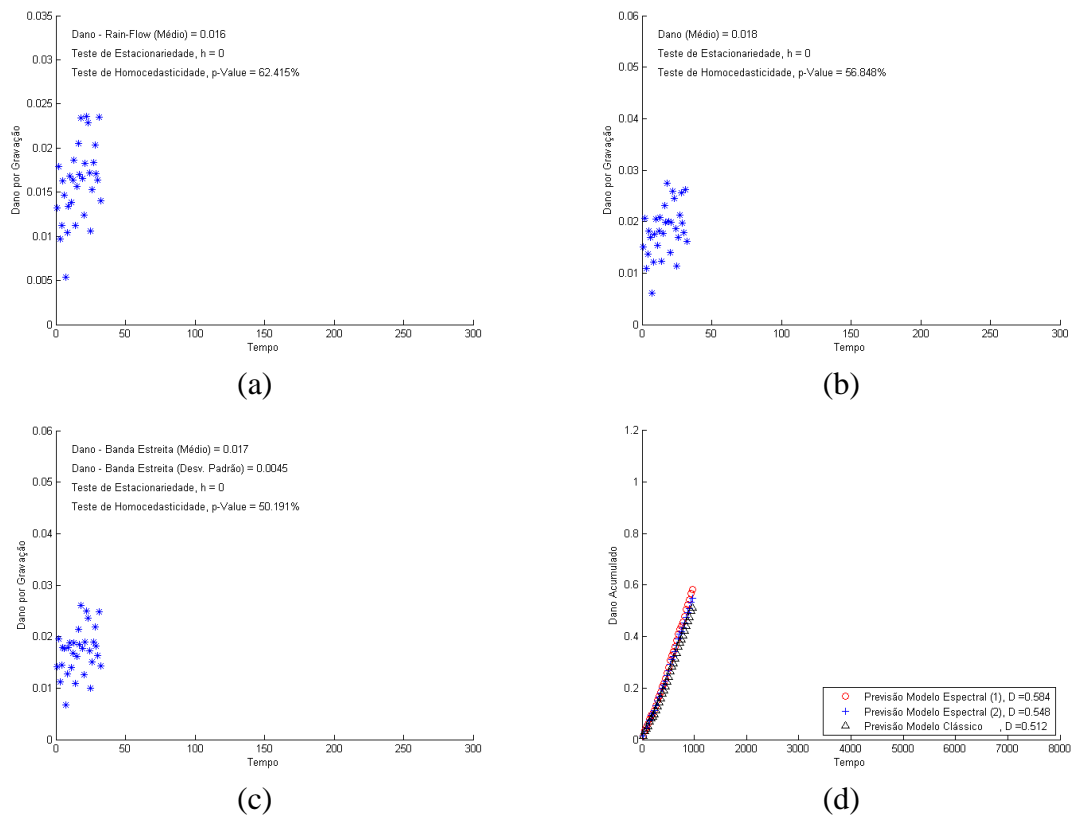 0.035
0.03
0.025
0.02
0.015
0.01
0.005
0
Dano por Gravação
Dano - Rain-Flow (Médio) = 0.016
Teste de Estacionariedade, h = 0
Teste de Homocedasticidade, p-Value = 62.415%
0 50 100 150 200 250 300
Tempo
(a)
0.06
0.05
0.04
0.03
0.02
0.01
0
Dano por Gravação
Dano (Médio) = 0.018
Teste de Estacionariedade, h = 0
Teste de Homocedasticidade, p-Value = 56.848%
0 50 100 150 200 250 300
Tempo
(b)
0.06
0.05
0.04
0.03
0.02
0.01
0
Dano por Gravação
Dano - Banda Estreita (Médio) = 0.017
Dano - Banda Estreita (Desv. Padrão) = 0.0045
Teste de Estacionariedade, h = 0
Teste de Homocedasticidade, p-Value = 50.191%
0 50 100 150 200 250 300
Tempo
(c)
1.2
1
0.8
0.6
0.4
0.2
0
Dano Acumulado
Previsão Modelo Espectral (1), D =0.584
Previsão Modelo Espectral (2), D =0.548
Previsão Modelo Clássico , D =0.512
0 1000 2000 3000 4000 5000 6000 7000 8000
Tempo
(d)